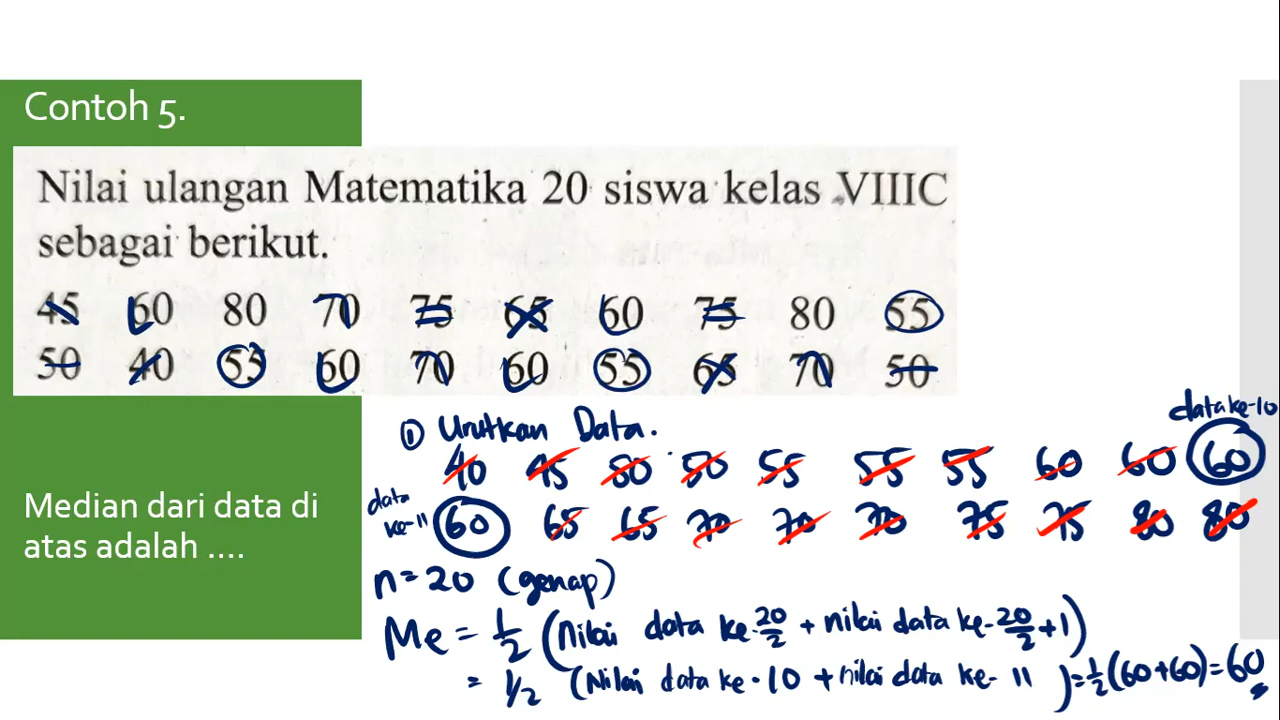 Contoh 5.
Nilai ulangan Matematika 20 siswa kelas VIIIC
sebagai berikut.
45 60 80 70 75 65 60 75 80 55
50 40 55 60 70 60 55 65 70 50
Median dari data di
atas adalah ....
① Urutkan Data.
data ke-10
40 45 50 50 55 55 55 60 60 60
data
ke-11
60 65 65 70 70 70 75 75 80 80
n = 20 (genap)
Me = 1/2 (Nilai data ke-20/2 + nilai data ke-20/2+1)
= 1/2 (Nilai data ke-10 + nilai data ke-11) = 1/2(60+60) = 60